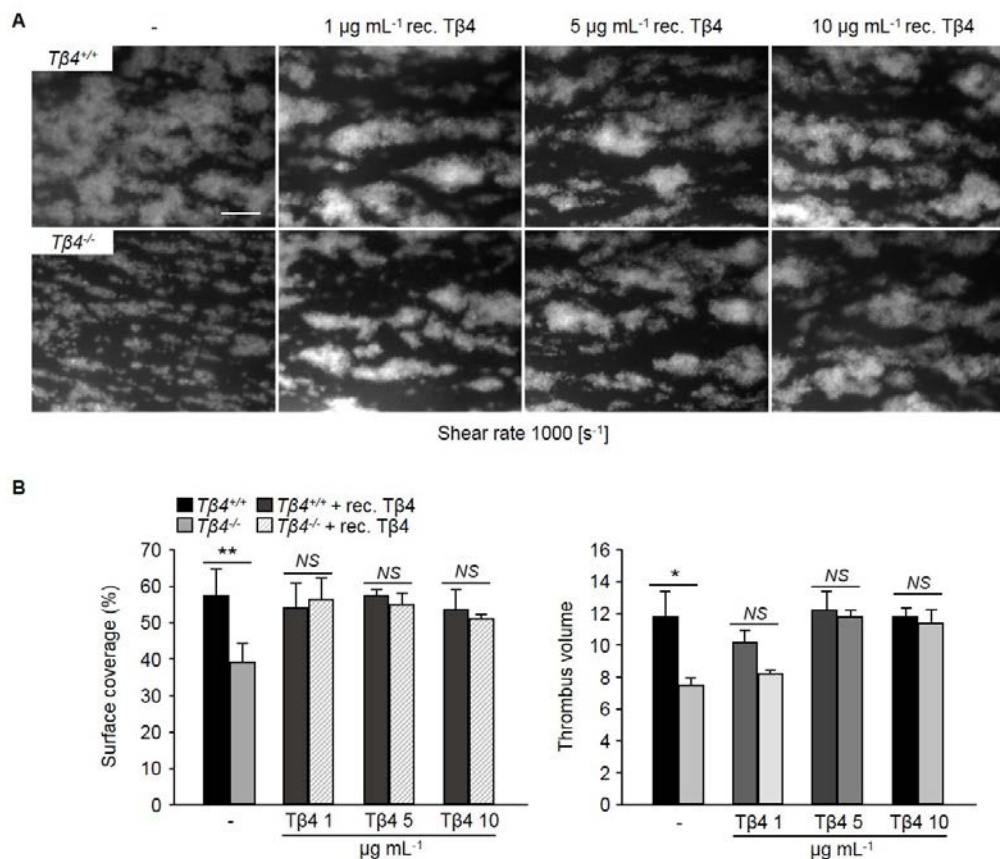 A
-
1 µg mL⁻¹ rec. Tβ4
5 µg mL⁻¹ rec. Tβ4
10 µg mL⁻¹ rec. Tβ4
Tβ4⁺/⁺
Tβ4⁻/⁻
Shear rate 1000 [s⁻¹]
B
Tβ4⁺/⁺ Tβ4⁺/⁺ + rec. Tβ4
Tβ4⁻/⁻ Tβ4⁻/⁻ + rec. Tβ4
Surface coverage (%)
70
60
50
40
30
20
10
0
**
NS
NS
NS
- Tβ4 1 Tβ4 5 Tβ4 10
µg mL⁻¹
Thrombus volume
16
14
12
10
8
6
4
2
0
*
NS
NS
NS
- Tβ4 1 Tβ4 5 Tβ4 10
µg mL⁻¹